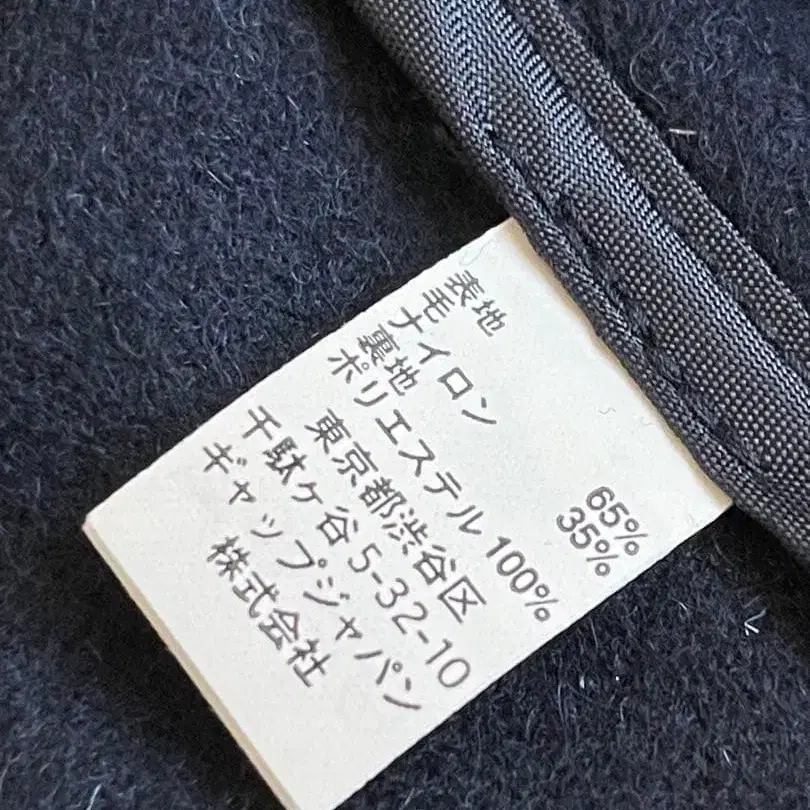 表地
毛 65%
ナイロン 35%
裏地
ポリエステル 100%
東京都渋谷区
千駄ヶ谷 5-32-10
ギャップジャパン
株式会社